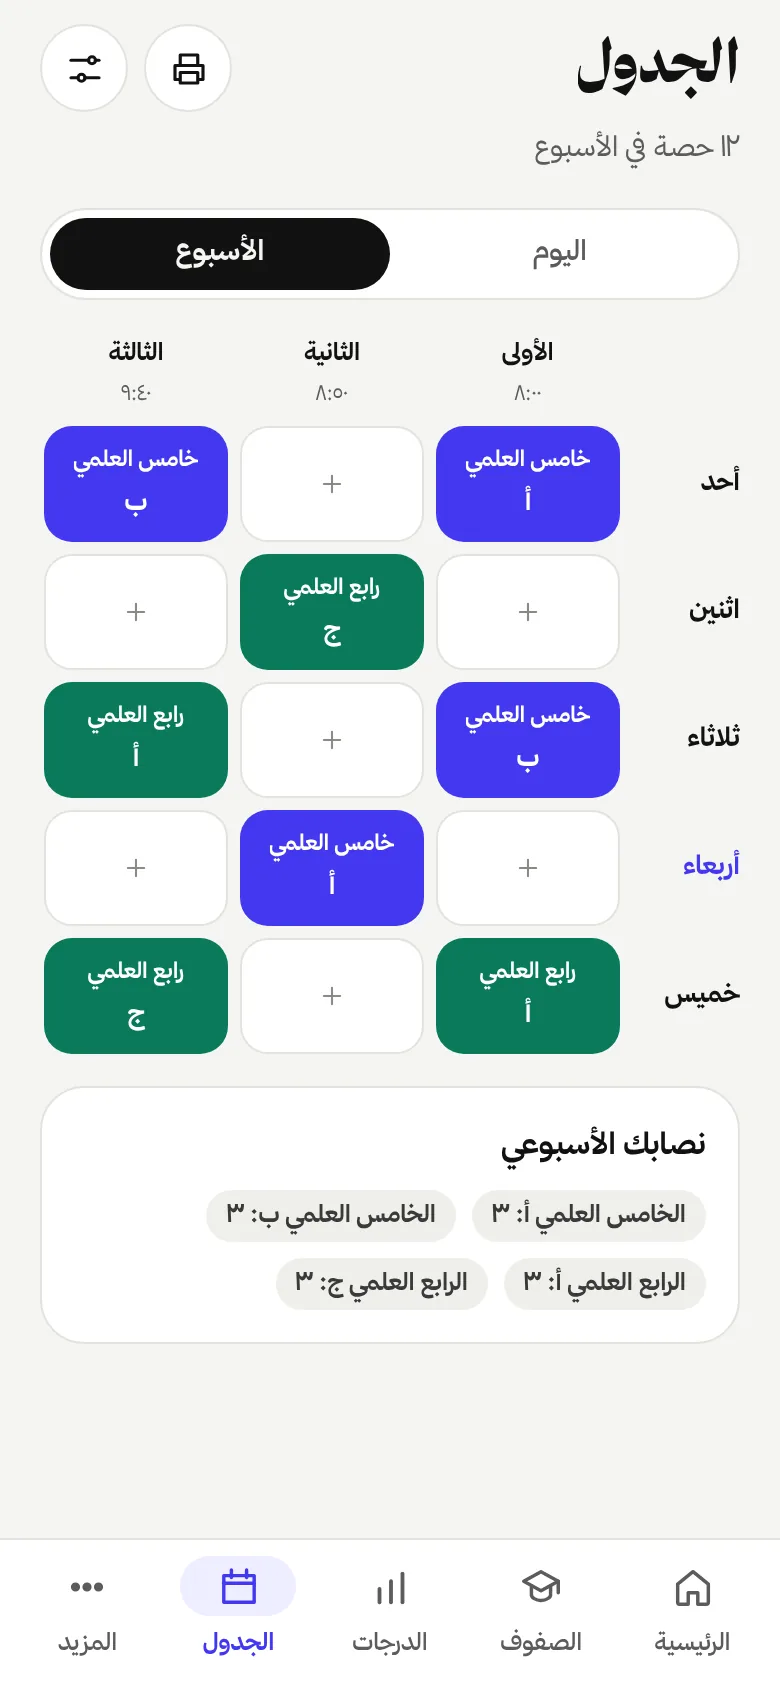 الجدول
١٢ حصة في الأسبوع
اليوم
الأسبوع
الأولى
الثانية
الثالثة
٨:٠٠
٨:٥٠
٩:٤٠
أحد
خامس العلمي
أ
+
خامس العلمي
ب
اثنين
+
رابع العلمي
ج
+
ثلاثاء
خامس العلمي
ب
+
رابع العلمي
أ
أربعاء
+
خامس العلمي
أ
+
خميس
رابع العلمي
أ
+
رابع العلمي
ج
نصابك الأسبوعي
الخامس العلمي أ: ٣
الخامس العلمي ب: ٣
الرابع العلمي أ: ٣
الرابع العلمي ج: ٣
الرئيسية
الصفوف
الدرجات
الجدول
المزيد